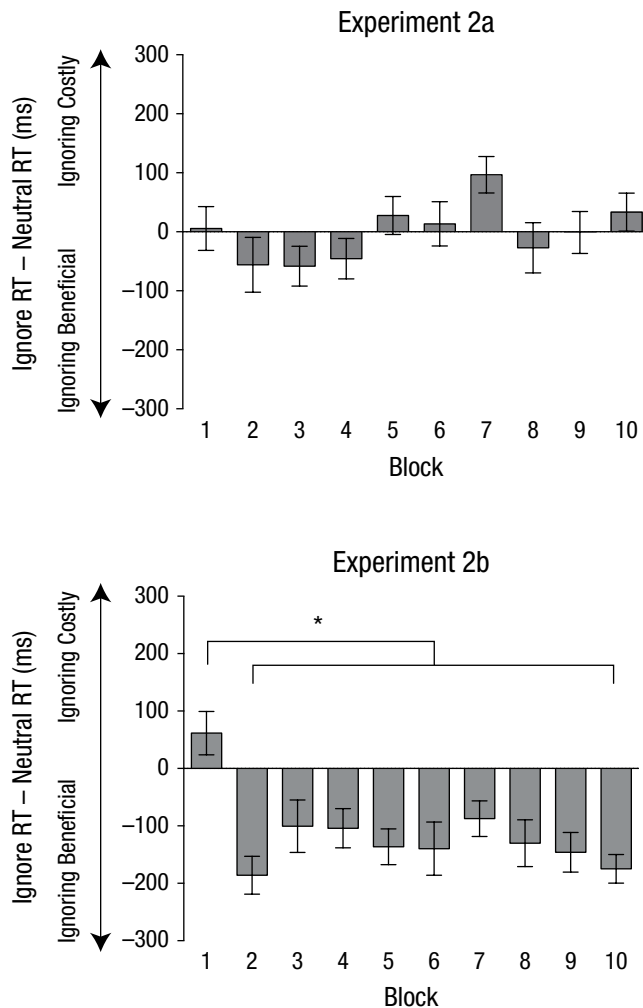 Experiment 2a
Ignore RT – Neutral RT (ms)
Ignoring Costly
Ignoring Beneficial
300
200
100
0
–100
–200
–300
1 2 3 4 5 6 7 8 9 10
Block
Experiment 2b
Ignore RT – Neutral RT (ms)
Ignoring Costly
Ignoring Beneficial
300
200
100
0
–100
–200
–300
*
1 2 3 4 5 6 7 8 9 10
Block